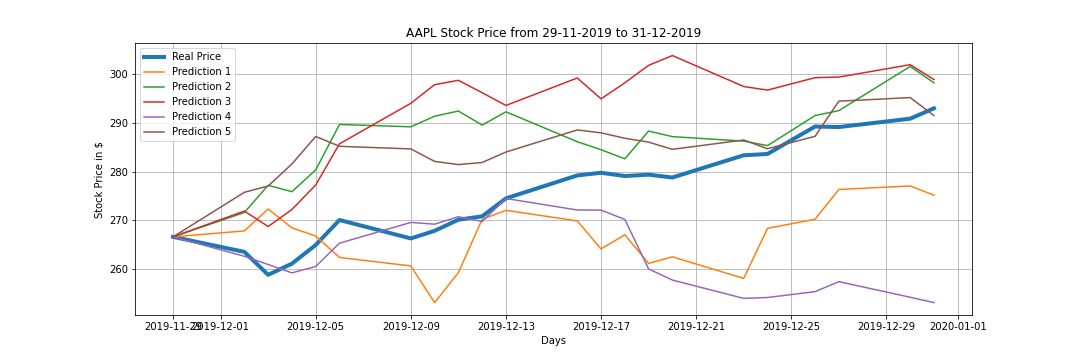 AAPL Stock Price from 29-11-2019 to 31-12-2019
Real Price
Prediction 1
Prediction 2
Prediction 3
Prediction 4
Prediction 5
300
290
280
270
260
Stock Price in $
2019-11-29 2019-12-01 2019-12-05 2019-12-09 2019-12-13 2019-12-17 2019-12-21 2019-12-25 2019-12-29 2020-01-01
Days